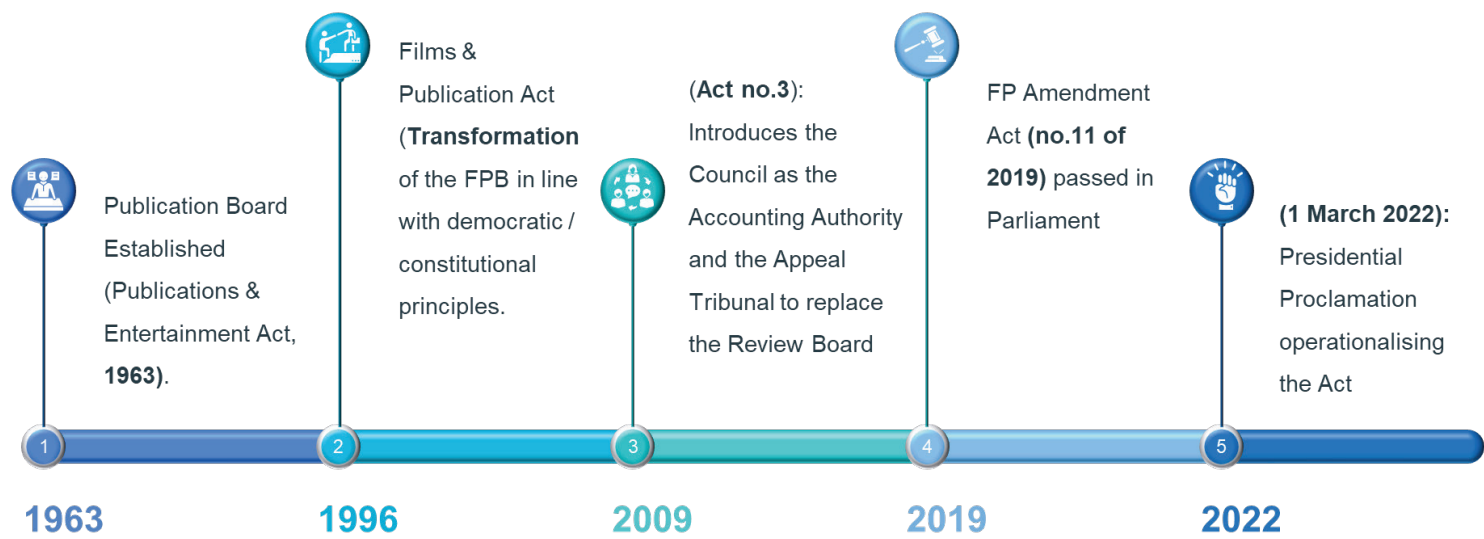 Publication Board
Established
(Publications &
Entertainment Act,
1963).
Films &
Publication Act
(Transformation
of the FPB in line
with democratic /
constitutional
principles.
(Act no.3):
Introduces the
Council as the
Accounting Authority
and the Appeal
Tribunal to replace
the Review Board
FP Amendment
Act (no.11 of
2019) passed in
Parliament
(1 March 2022):
Presidential
Proclamation
operationalising
the Act
1
2
3
4
5
1963
1996
2009
2019
2022